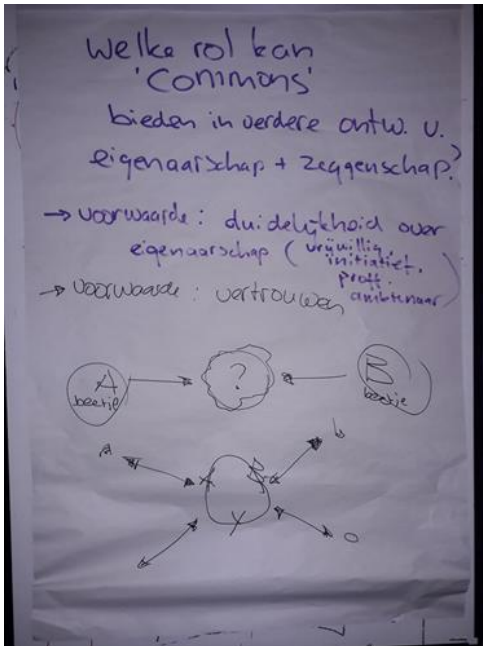 welke rol kan
'Commons'
bieden in verdere ontw. v.
eigenaarschap + zeggenschap?
→ voorwaarde : duidelijkheid over
eigenaarschap (vrijwillig,
initiatief,
proff.
ambtenaar)
→ voorwaarde : vertrouwen
A
beetje
?
B
beetje
b
A
B
Y